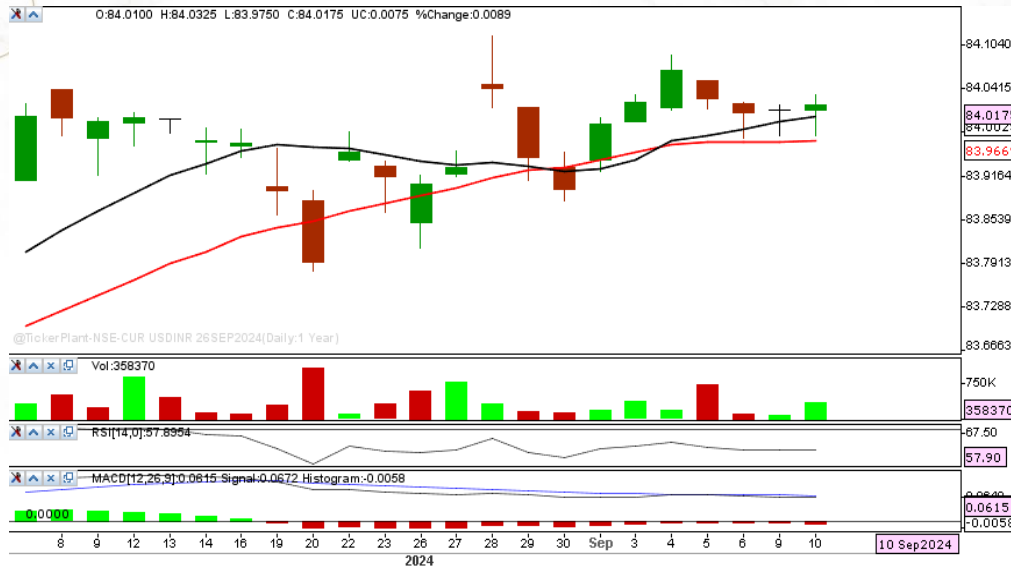 O:84.0100 H:84.0325 L:83.9750 C:84.0175 UC:0.0075 %Change:0.0089
84.1040
84.0415
84.0175
83.9164
83.8539
83.7913
83.7288
83.6663
@TickerPlant-NSE-CUR USDINR 26SEP2024(Daily:1 Year)
Vol:358370
750K
358370
RSI[14,0]:57.8954
67.50
57.90
MACD[12,26,9]:0.0615 Signal:0.0672 Histogram:-0.0058
0.0615
0.0000
-0.0058
8 9 12 13 14 16 19 20 22 23 26 27 28 29 30 Sep 3 4 5 6 9 10
10 Sep2024
2024